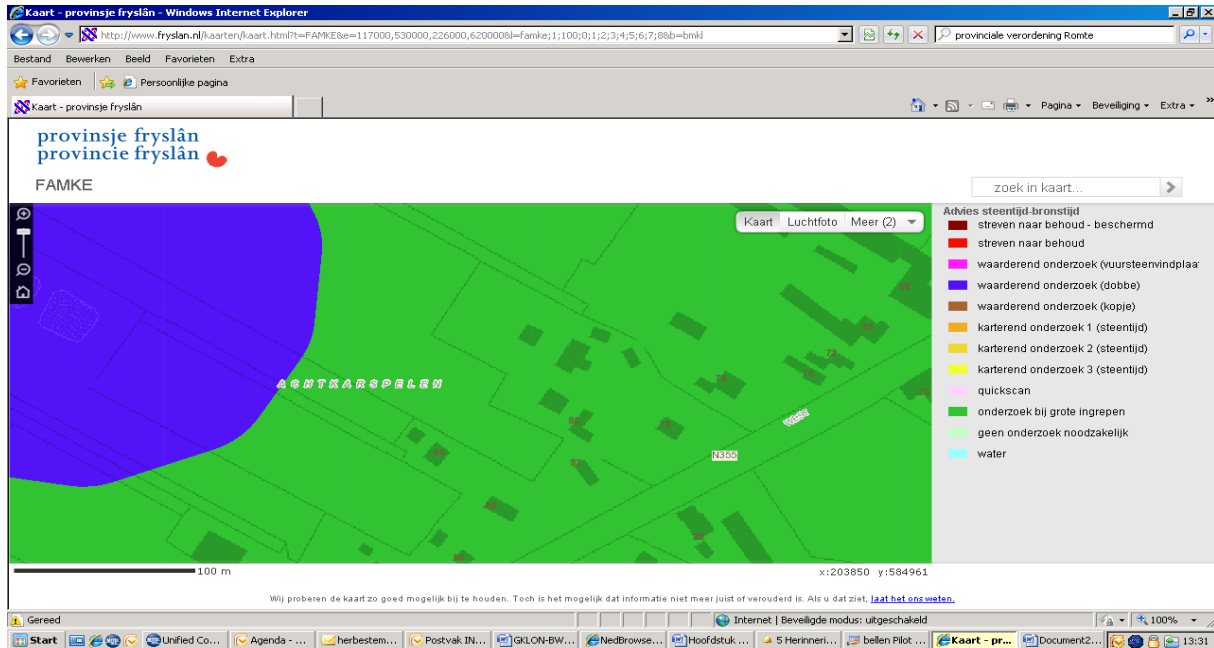 Kaart - provinsje fryslân - Windows Internet Explorer
http://www.fryslan.nl/kaarten/kaart.html?t=FAMKE&e=117000,530000,226000,620000&l=famke;1;100;0;1;2;3;4;5;6;7;8&b=bmkl
provinciale verordening Romte
Bestand Bewerken Beeld Favorieten Extra
Favorieten Persoonlijke pagina
Kaart - provinsje fryslân
Pagina Beveiliging Extra
provinsje fryslân
provincie fryslân
FAMKE
zoek in kaart...
Kaart Luchtfoto Meer (2)
Advies steentijd-bronstijd
streven naar behoud - beschermd
streven naar behoud
waarderend onderzoek (vuursteenvindplaa
waarderend onderzoek (dobbe)
waarderend onderzoek (kopje)
karterend onderzoek 1 (steentijd)
karterend onderzoek 2 (steentijd)
karterend onderzoek 3 (steentijd)
quickscan
onderzoek bij grote ingrepen
geen onderzoek noodzakelijk
water
ACHTKARSPELEN
N355
100 m
x:203850 y:584961
Wij proberen de kaart zo goed mogelijk bij te houden. Toch is het mogelijk dat informatie niet meer juist of verouderd is. Als u dat ziet, laat het ons weten.
Gereed
Internet | Beveiligde modus: uitgeschakeld
100%
Start Unified Co... Agenda - ... herbestem... Postvak IN... GKLON-BW... NedBrowse... Hoofdstuk ... 5 Herinneri... bellen Pilot ... Kaart - pr... Document2... 13:31